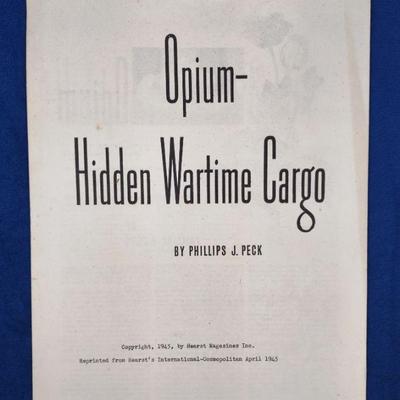 Opium–
Hidden Wartime Cargo
BY PHILLIPS J. PECK
Copyright, 1945, by Hearst Magazines Inc.
Reprinted from Hearst's International-Cosmopolitan April 1945